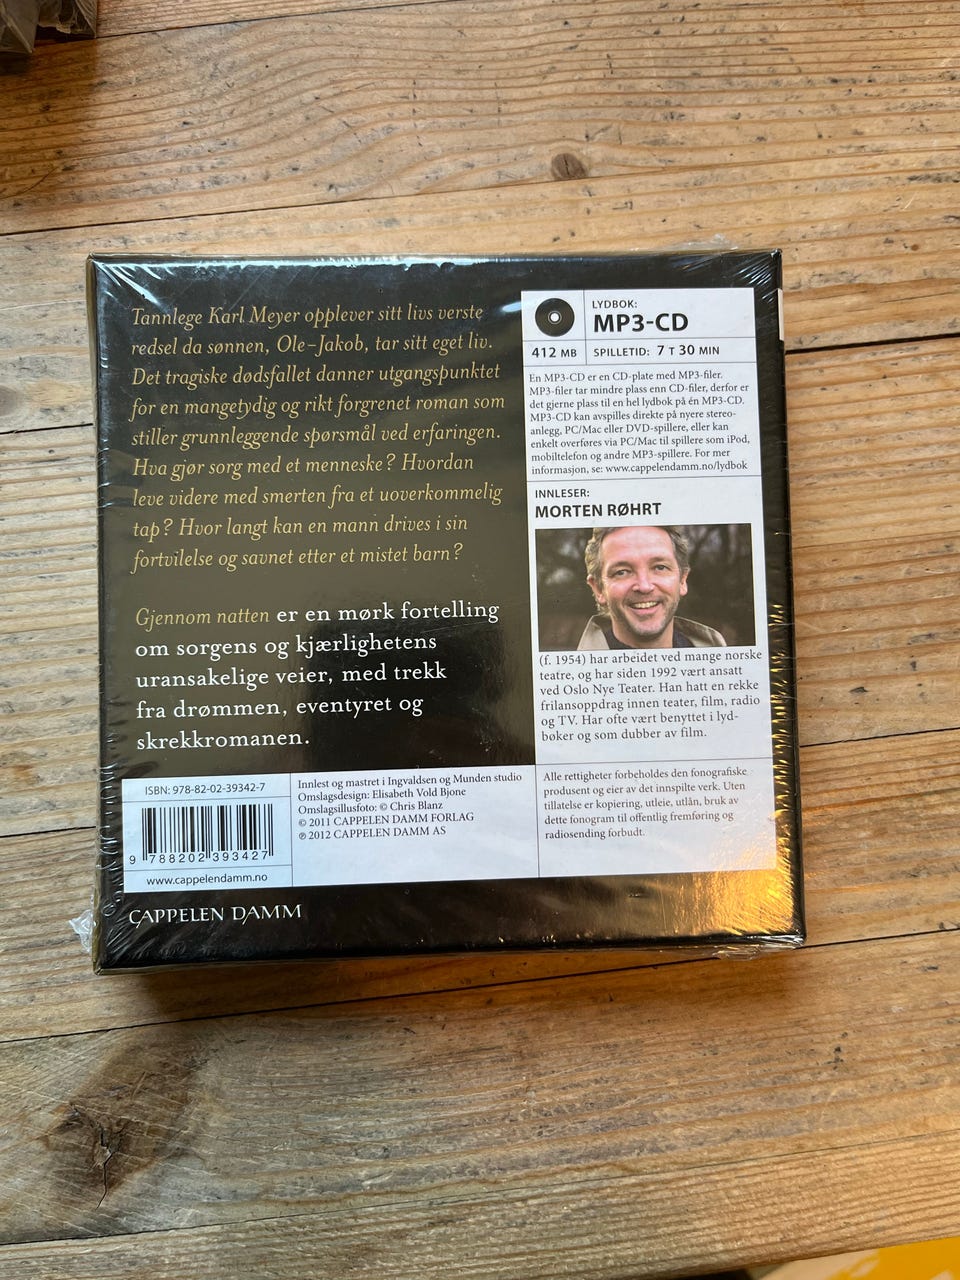 Tannlege Karl Meyer opplever sitt livs verste
redsel da sønnen, Ole-Jakob, tar sitt eget liv.
Det tragiske dødsfallet danner utgangspunktet
for en mangetydig og rikt forgrenet roman som
stiller grunnleggende spørsmål ved erfaringen.
Hva gjør sorg med et menneske? Hvordan
leve videre med smerten fra et uoverkommelig
tap? Hvor langt kan en mann drives i sin
fortvilelse og savnet etter et mistet barn?
Gjennom natten er en mørk fortelling
om sorgens og kjærlighetens
uransakelige veier, med trekk
fra drømmen, eventyret og
skrekkromanen.
LYDBOK:
MP3-CD
412 MB
SPILLETID: 7 T 30 MIN
En MP3-CD er en CD-plate med MP3-filer.
MP3-filer tar mindre plass enn CD-filer, derfor er
det gjerne plass til en hel lydbok på én MP3-CD.
MP3-CD kan avspilles direkte på nyere stereo-
anlegg, PC/Mac eller DVD-spillere, eller kan
enkelt overføres via PC/Mac til spillere som iPod,
mobiltelefon og andre MP3-spillere. For mer
informasjon, se: www.cappelendamm.no/lydbok
INNLESER:
MORTEN RØHRT
(f. 1954) har arbeidet ved mange norske
teatre, og har siden 1992 vært ansatt
ved Oslo Nye Teater. Han hatt en rekke
frilansoppdrag innen teater, film, radio
og TV. Har ofte vært benyttet i lyd-
bøker og som dubber av film.
ISBN: 978-82-02-39342-7
9 788202 393427
www.cappelendamm.no
Innlest og mastret i Ingvaldsen og Munden studio
Omslagsdesign: Elisabeth Vold Bjone
Omslagsillusfoto: © Chris Blanz
© 2011 CAPPELEN DAMM FORLAG
℗ 2012 CAPPELEN DAMM AS
Alle rettigheter forbeholdes den fonografiske
produsent og eier av det innspilte verk. Uten
tillatelse er kopiering, utleie, utlån, bruk av
dette fonogram til offentlig fremføring og
radiosending forbudt.
CAPPELEN DAMM